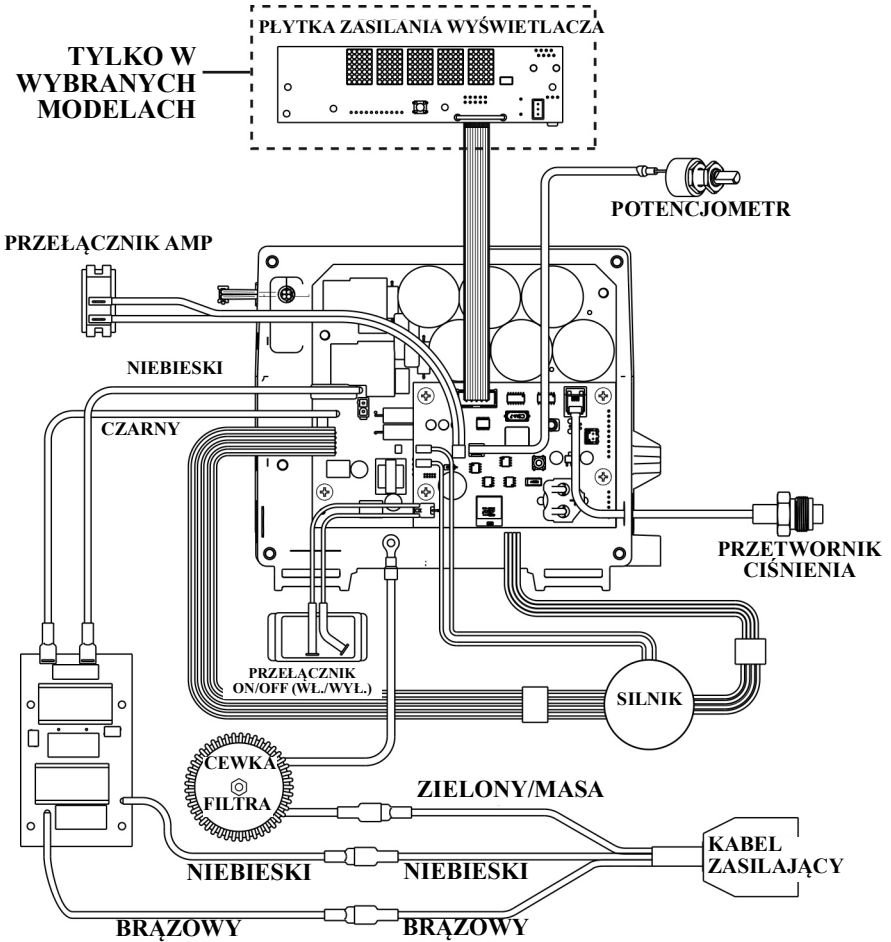 PŁYTKA ZASILANIA WYŚWIETLACZA
TYLKO W
WYBRANYCH
MODELACH
POTENCJOMETR
PRZEŁĄCZNIK AMP
NIEBIESKI
CZARNY
PRZETWORNIK
CIŚNIENIA
PRZEŁĄCZNIK
ON/OFF (WŁ./WYŁ.)
SILNIK
CEWKA
FILTRA
ZIELONY/MASA
KABEL
ZASILAJĄCY
NIEBIESKI
NIEBIESKI
BRĄZOWY
BRĄZOWY